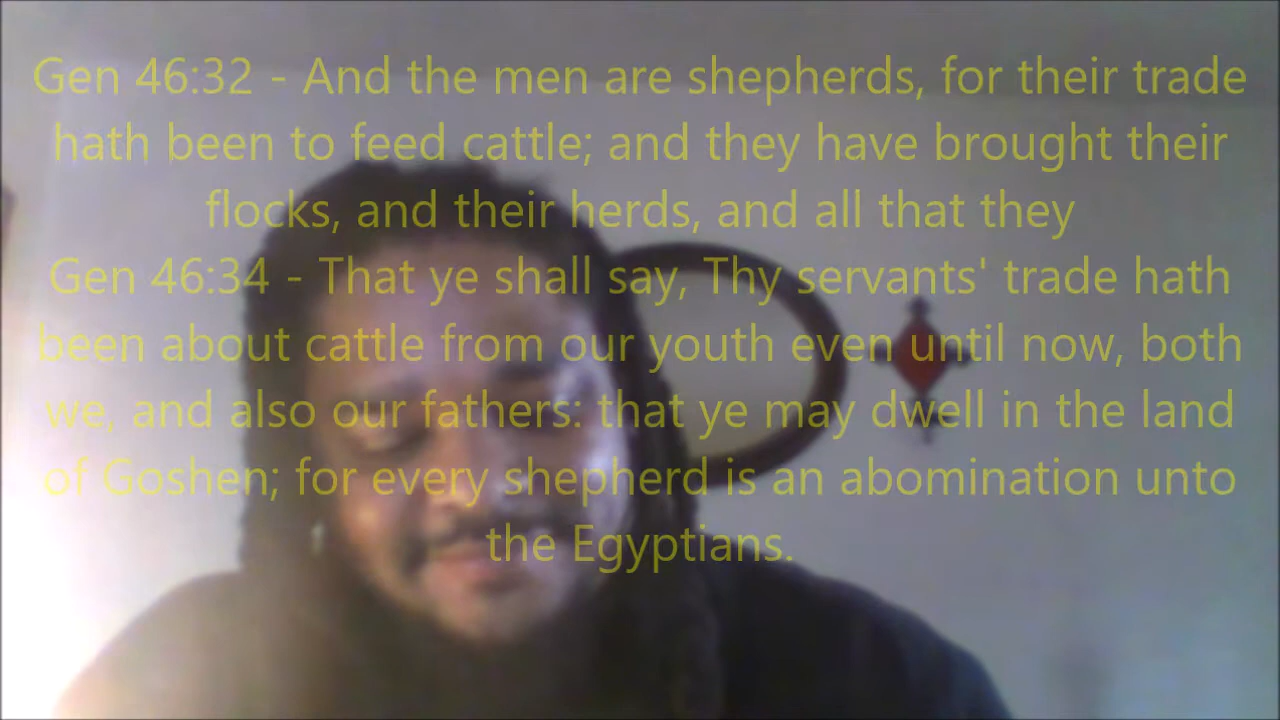 Gen 46:32 - And the men are shepherds, for their trade
hath been to feed cattle; and they have brought their
flocks, and their herds, and all that they
Gen 46:34 - That ye shall say, Thy servants' trade hath
been about cattle from our youth even until now, both
we, and also our fathers: that ye may dwell in the land
of Goshen; for every shepherd is an abomination unto
the Egyptians.